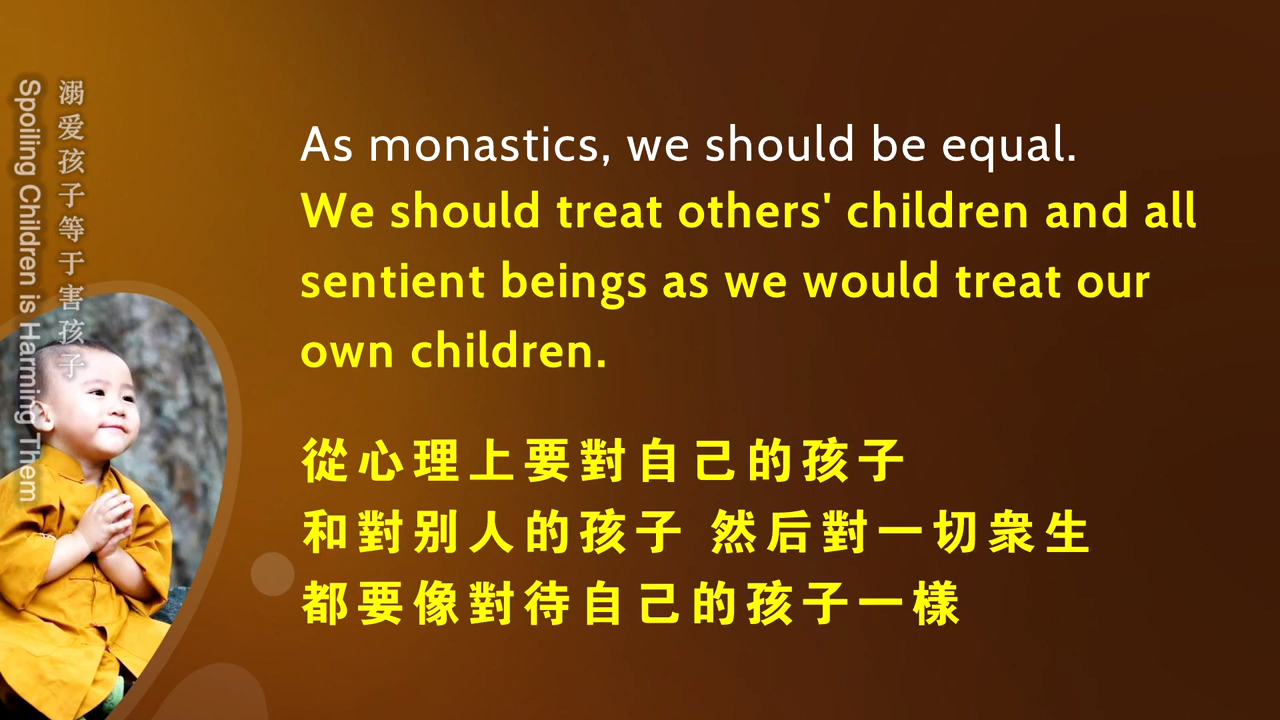 溺爱孩子等于害孩子
Spoiling Children is Harming Them
As monastics, we should be equal.
We should treat others' children and all
sentient beings as we would treat our
own children.
從心理上要對自己的孩子
和對别人的孩子 然后對一切衆生
都要像對待自己的孩子一樣